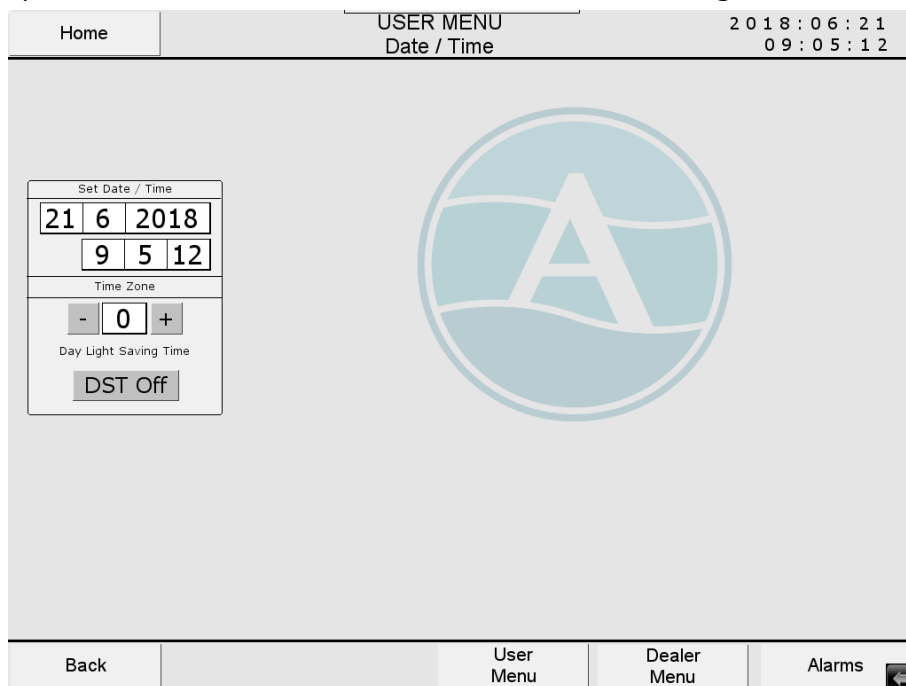 Home
USER MENU
Date / Time
2018:06:21
09:05:12
Set Date / Time
21 6 2018
9 5 12
Time Zone
- 0 +
Day Light Saving Time
DST Off
A
Back
User
Menu
Dealer
Menu
Alarms